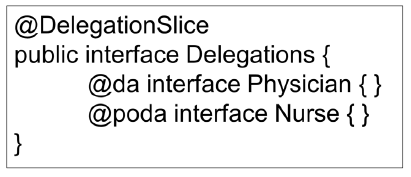 @DelegationSlice
public interface Delegations {
@da interface Physician { }
@poda interface Nurse { }
}